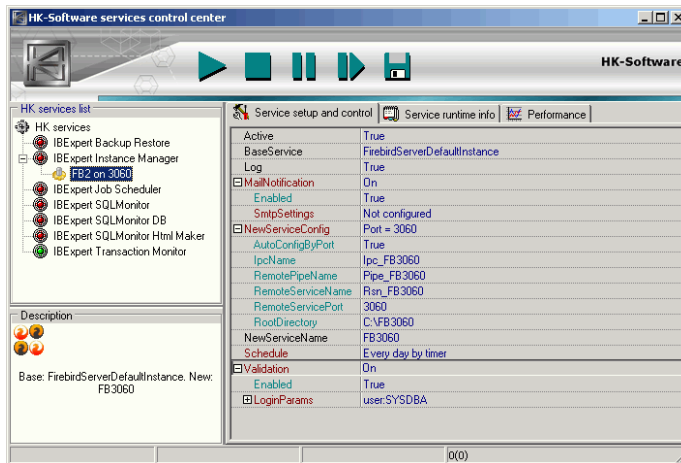 HK-Software services control center
HK-Software
HK services list
HK services
IBExpert Backup Restore
IBExpert Instance Manager
FB2 on 3060
IBExpert Job Scheduler
IBExpert SQLMonitor
IBExpert SQLMonitor DB
IBExpert SQLMonitor Html Maker
IBExpert Transaction Monitor
Description
Base: FirebirdServerDefaultInstance. New:
FB3060
Service setup and control Service runtime info Performance
Active True
BaseService FirebirdServerDefaultInstance
Log True
MailNotification On
Enabled True
SmtpSettings Not configured
NewServiceConfig Port = 3060
AutoConfigByPort True
IpcName Ipc_FB3060
RemotePipeName Pipe_FB3060
RemoteServiceName Rsn_FB3060
RemoteServicePort 3060
RootDirectory C:\FB3060
NewServiceName FB3060
Schedule Every day by timer
Validation On
Enabled True
LoginParams user:SYSDBA
0(0)